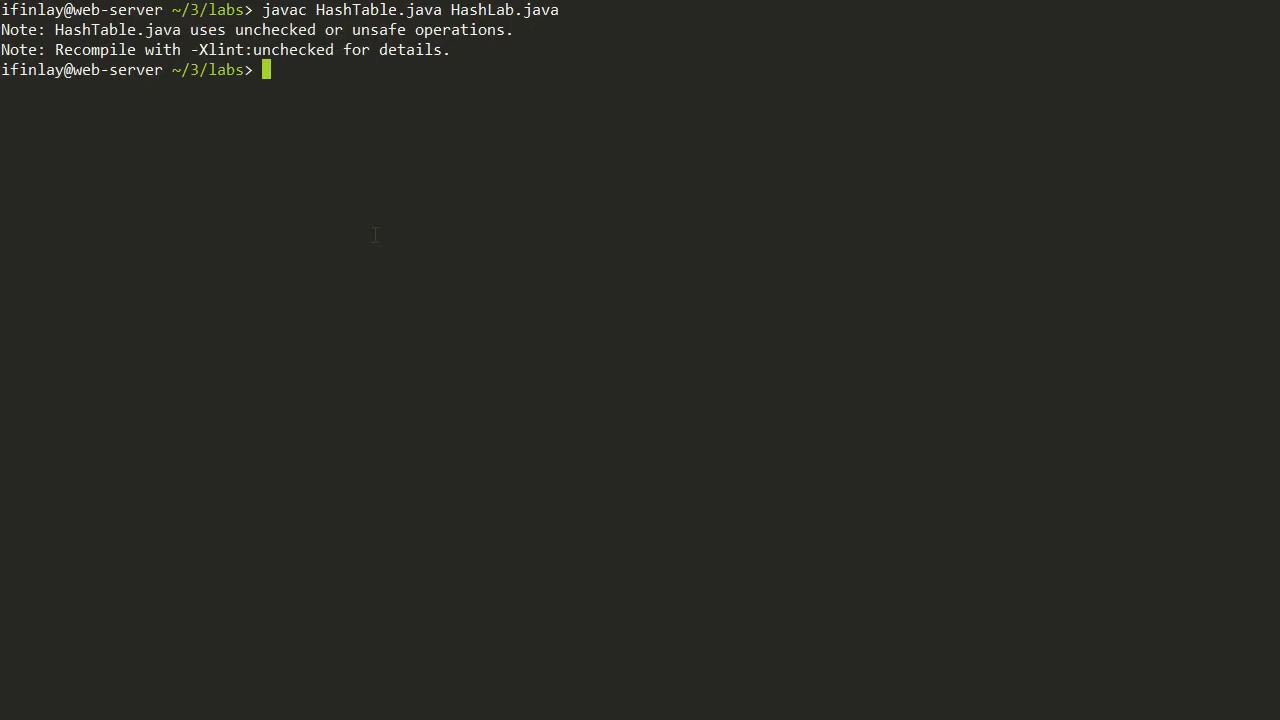 ifinlay@web-server ~/3/labs> javac HashTable.java HashLab.java
Note: HashTable.java uses unchecked or unsafe operations.
Note: Recompile with -Xlint:unchecked for details.
ifinlay@web-server ~/3/labs>